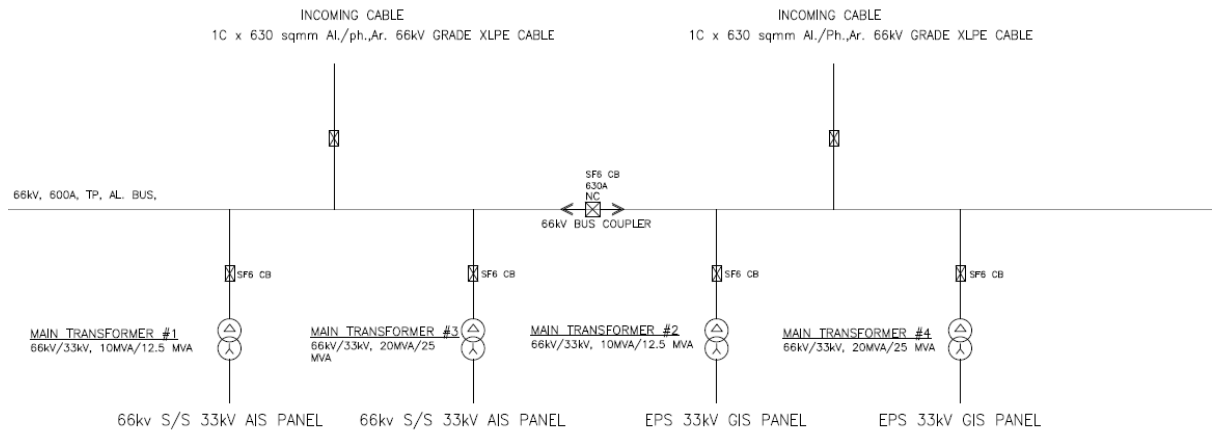 INCOMING CABLE
1C x 630 sqmm Al./ph.,Ar. 66kV GRADE XLPE CABLE
INCOMING CABLE
1C x 630 sqmm Al./Ph.,Ar. 66kV GRADE XLPE CABLE
66kV, 600A, TP, AL. BUS,
SF6 CB
630A
NC
66kV BUS COUPLER
SF6 CB
SF6 CB
SF6 CB
SF6 CB
MAIN TRANSFORMER #1
66kV/33kV, 10MVA/12.5 MVA
MAIN TRANSFORMER #3
66kV/33kV, 20MVA/25
MVA
MAIN TRANSFORMER #2
66kV/33kV, 10MVA/12.5 MVA
MAIN TRANSFORMER #4
66kV/33kV, 20MVA/25 MVA
66kv S/S 33kV AIS PANEL
66kv S/S 33kV AIS PANEL
EPS 33kV GIS PANEL
EPS 33kV GIS PANEL